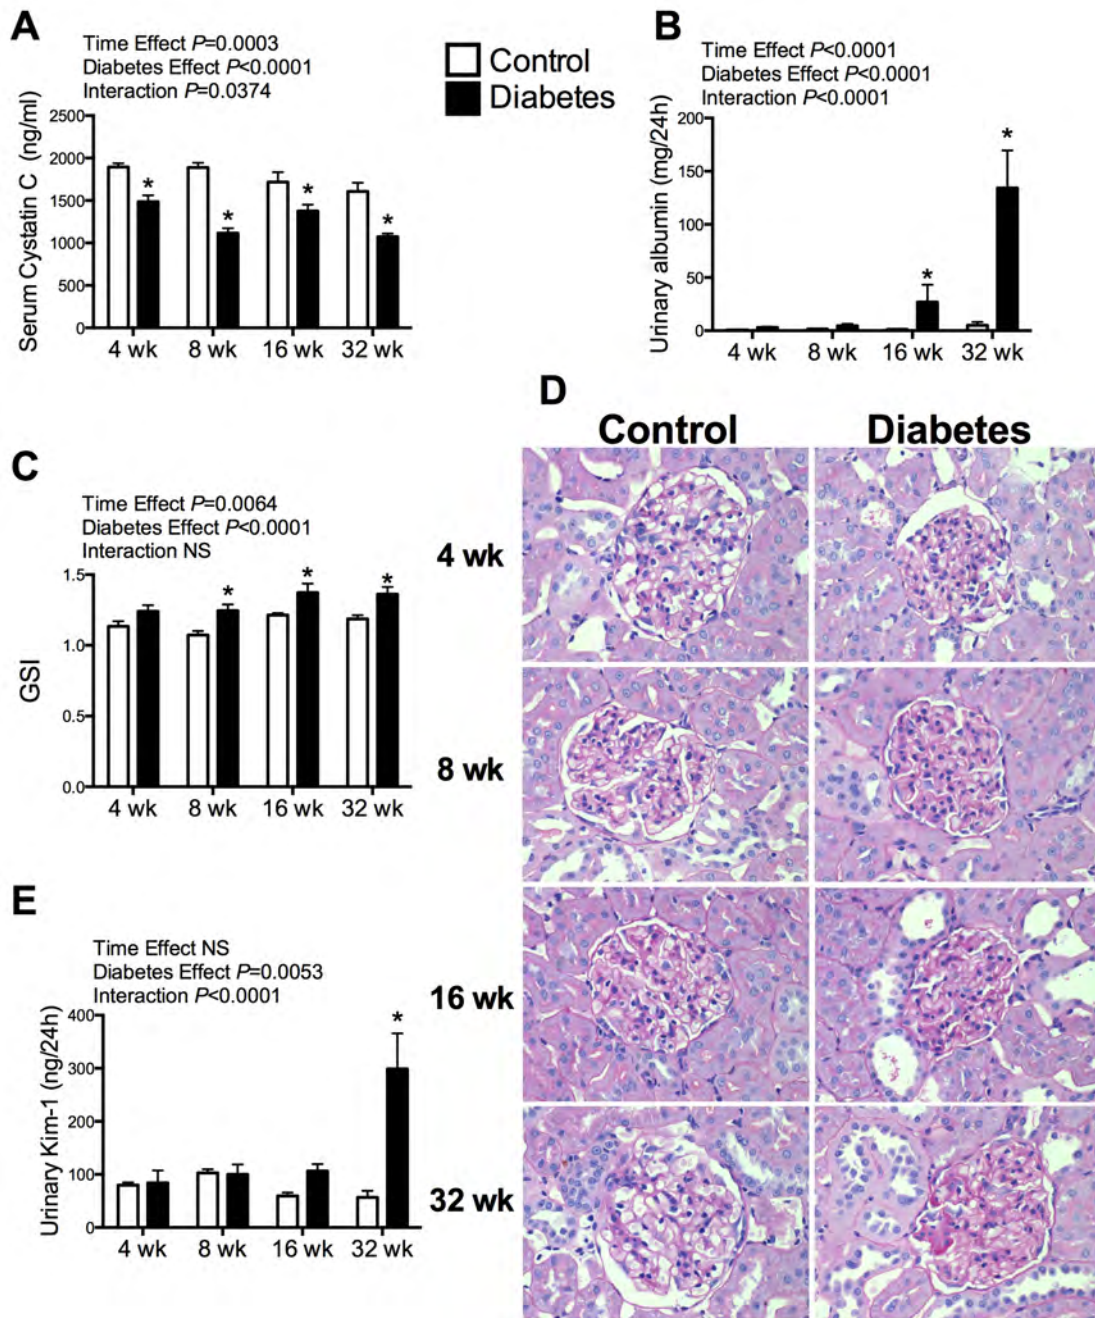 A
Time Effect P=0.0003
Diabetes Effect P<0.0001
Interaction P=0.0374
Serum Cystatin C (ng/ml)
2500
2000
1500
1000
500
0
* * * *
4 wk 8 wk 16 wk 32 wk
Control
Diabetes
B
Time Effect P<0.0001
Diabetes Effect P<0.0001
Interaction P<0.0001
Urinary albumin (mg/24h)
200
150
100
50
0
* *
4 wk 8 wk 16 wk 32 wk
C
Time Effect P=0.0064
Diabetes Effect P<0.0001
Interaction NS
GSI
1.5
1.0
0.5
0.0
* * *
4 wk 8 wk 16 wk 32 wk
D
Control Diabetes
4 wk
8 wk
16 wk
32 wk
E
Time Effect NS
Diabetes Effect P=0.0053
Interaction P<0.0001
Urinary Kim-1 (ng/24h)
400
300
200
100
0
*
4 wk 8 wk 16 wk 32 wk